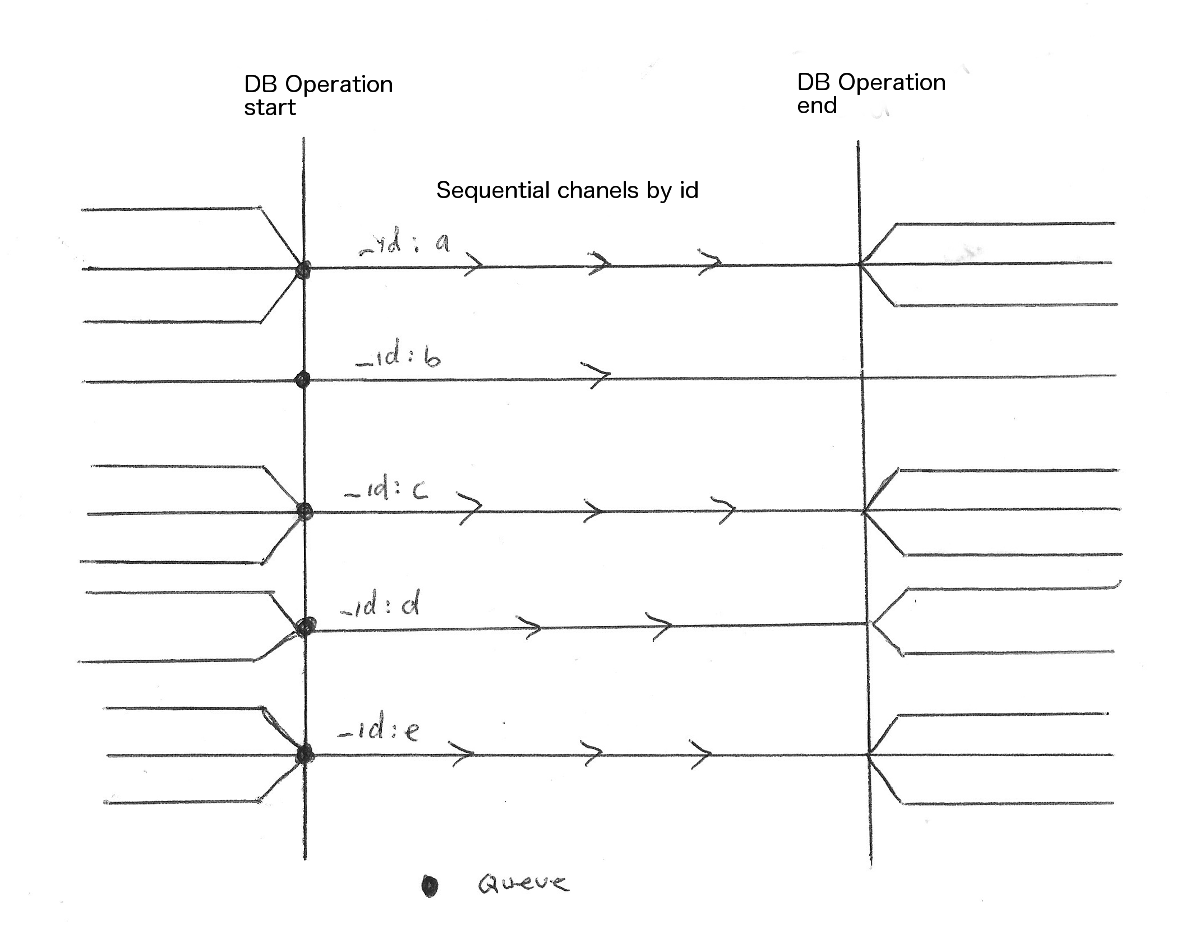 DB Operation
start
DB Operation
end
Sequential chanels by id
_id: a
_id: b
_id: c
_id: d
_id: e
Queue